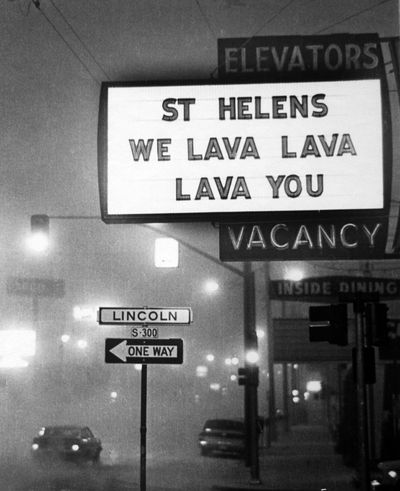 ELEVATORS
ST HELENS
WE LAVA LAVA
LAVA YOU
VACANCY
INSIDE DINING
LINCOLN
S-300
ONE WAY